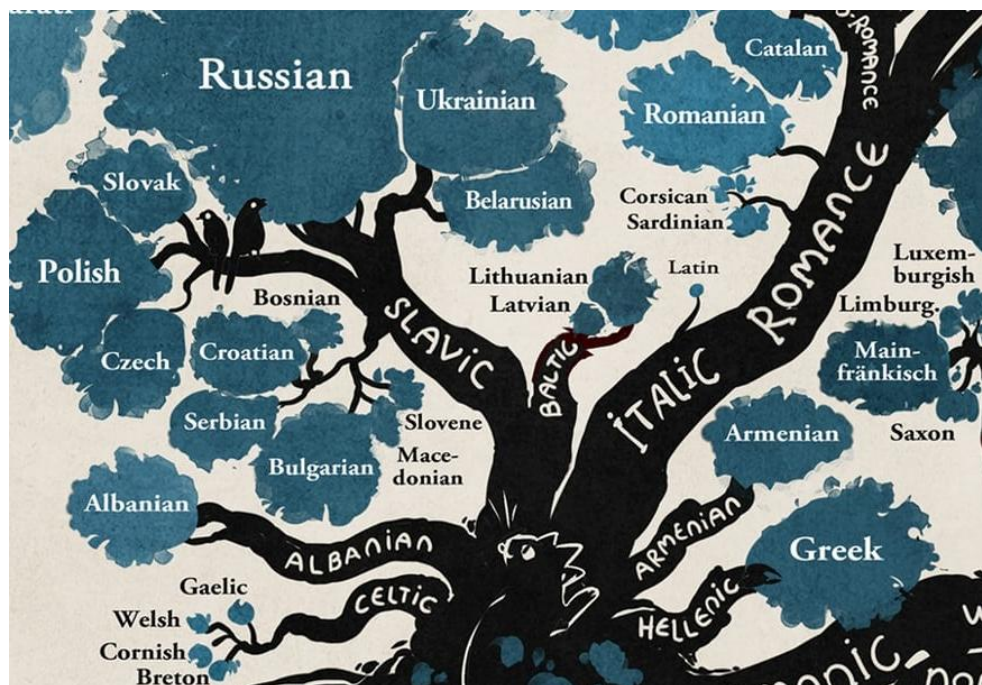 Russian
Ukrainian
Catalan
Romanian
ROMANCE
Slovak
Belarusian
Corsican
Sardinian
Polish
Lithuanian
Latvian
Latin
Luxem-
burgish
Bosnian
Limburg.
SLAVIC
BALTIC
ITALIC
Czech
Croatian
Main-
fränkisch
Serbian
Slovene
Armenian
Saxon
Bulgarian
Mace-
donian
Albanian
ALBANIAN
ARMENIAN
Greek
Gaelic
CELTIC
HELLENIC
Welsh
Cornish
Breton